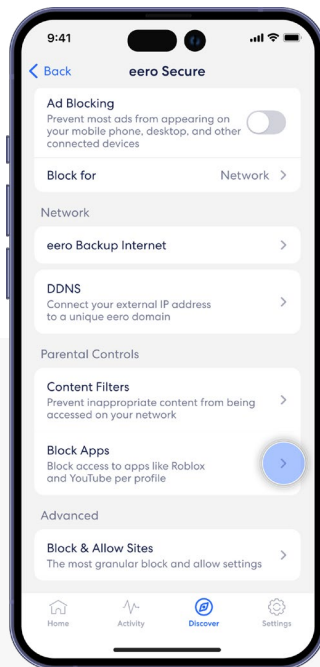 9:41
Back
eero Secure
Ad Blocking
Prevent most ads from appearing on
your mobile phone, desktop, and other
connected devices
Block for
Network
Network
eero Backup Internet
DDNS
Connect your external IP address
to a unique eero domain
Parental Controls
Content Filters
Prevent inappropriate content from being
accessed on your network
Block Apps
Block access to apps like Roblox
and YouTube per profile
Advanced
Block & Allow Sites
The most granular block and allow settings
Home
Activity
Discover
Settings